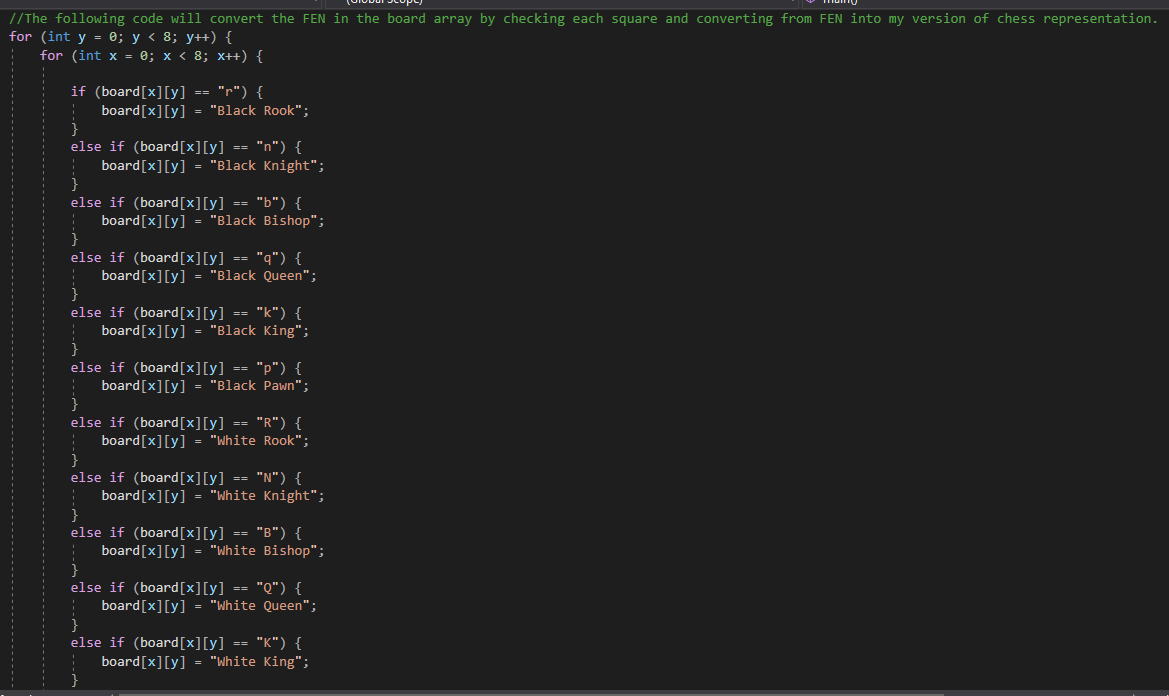 (Global Scope) main()
//The following code will convert the FEN in the board array by checking each square and converting from FEN into my version of chess representation.
for (int y = 0; y < 8; y++) {
for (int x = 0; x < 8; x++) {
if (board[x][y] == "r") {
board[x][y] = "Black Rook";
}
else if (board[x][y] == "n") {
board[x][y] = "Black Knight";
}
else if (board[x][y] == "b") {
board[x][y] = "Black Bishop";
}
else if (board[x][y] == "q") {
board[x][y] = "Black Queen";
}
else if (board[x][y] == "k") {
board[x][y] = "Black King";
}
else if (board[x][y] == "p") {
board[x][y] = "Black Pawn";
}
else if (board[x][y] == "R") {
board[x][y] = "White Rook";
}
else if (board[x][y] == "N") {
board[x][y] = "White Knight";
}
else if (board[x][y] == "B") {
board[x][y] = "White Bishop";
}
else if (board[x][y] == "Q") {
board[x][y] = "White Queen";
}
else if (board[x][y] == "K") {
board[x][y] = "White King";
}